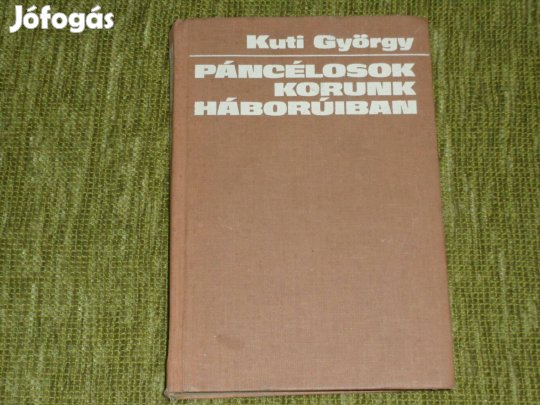 Jófogás
Kuti György
PÁNCÉLOSOK
KORUNK
HÁBORÚIBAN